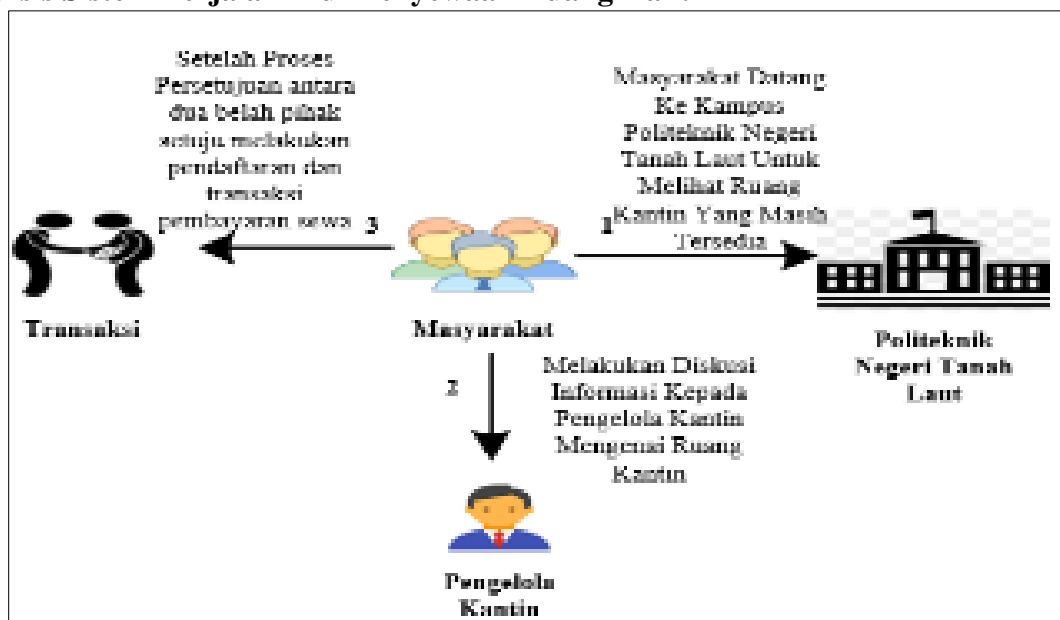 Setelah Proses
Persetujuan antara
dua belah pihak
setuju melakukan
pendaftaran dan
transaksi
pembayaran sewa
3
Transaksi
Masyarakat
1
Masyarakat Datang
Ke Kampus
Politeknik Negeri
Tanah Laut Untuk
Melihat Ruang
Kantin Yang Masih
Tersedia
Politeknik
Negeri Tanah
Laut
2
Melakukan Diskusi
Informasi Kepada
Pengelola Kantin
Mengenai Ruang
Kantin
Pengelola
Kantin